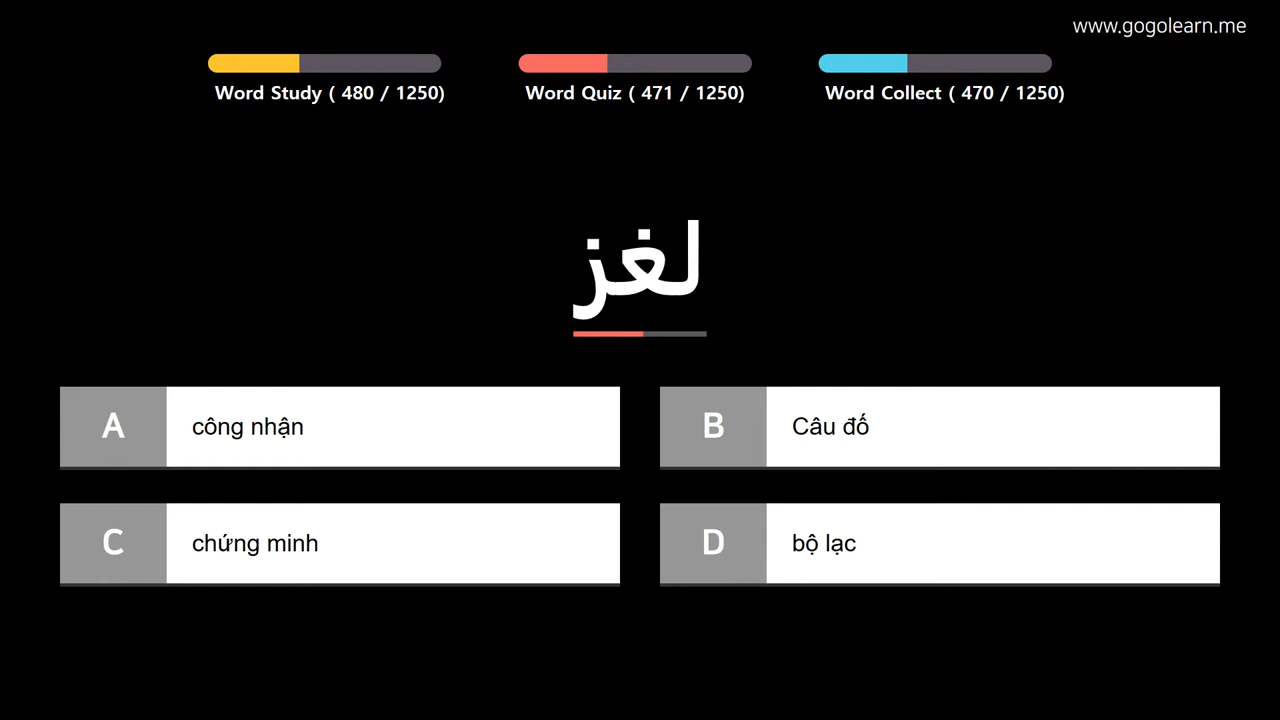 www.gogolearn.me
Word Study ( 480 / 1250)
Word Quiz ( 471 / 1250)
Word Collect ( 470 / 1250)
لغز
A
công nhận
B
Câu đố
C
chứng minh
D
bộ lạc